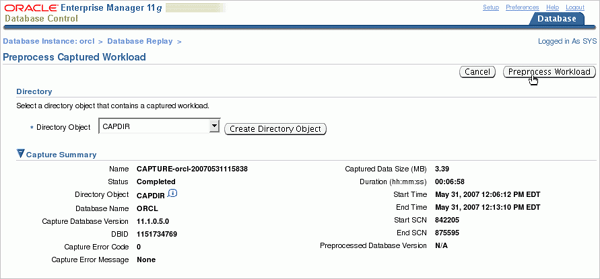 ORACLE Enterprise Manager 11g
Database Control
Setup Preferences Help Logout
Database
Database Instance: orcl > Database Replay >
Logged in As SYS
Preprocess Captured Workload
Cancel Preprocess Workload
Directory
Select a directory object that contains a captured workload.
* Directory Object CAPDIR Create Directory Object
Capture Summary
Name CAPTURE-orcl-20070531115838
Status Completed
Directory Object CAPDIR
Database Name ORCL
Capture Database Version 11.1.0.5.0
DBID 1151734769
Capture Error Code 0
Capture Error Message None
Captured Data Size (MB) 3.39
Duration (hh:mm:ss) 00:06:58
Start Time May 31, 2007 12:06:12 PM EDT
End Time May 31, 2007 12:13:10 PM EDT
Start SCN 842205
End SCN 875595
Preprocessed Database Version N/A